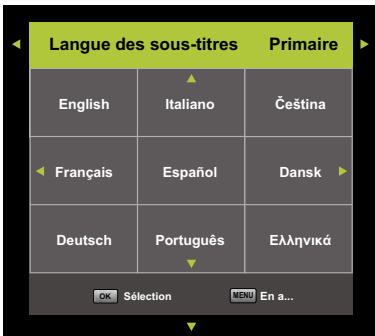 Langue des sous-titres Primaire
English Italiano Čeština
Français Español Dansk
Deutsch Português Ελληνικά
OK Sélection MENU En a...